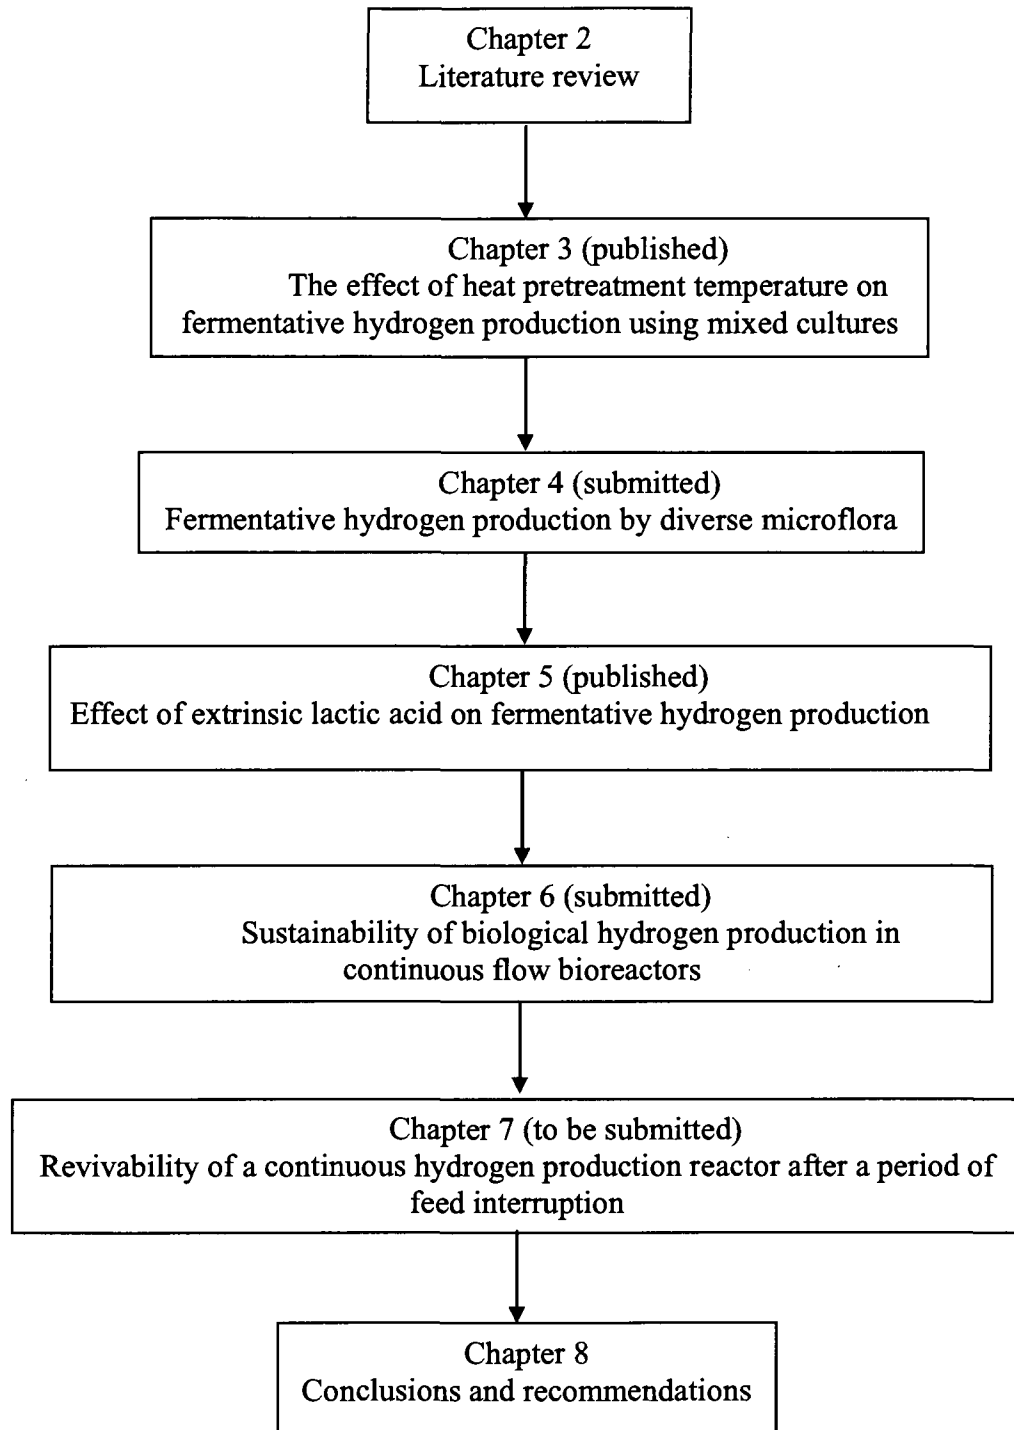 Chapter 2
Literature review
Chapter 3 (published)
The effect of heat pretreatment temperature on
fermentative hydrogen production using mixed cultures
Chapter 4 (submitted)
Fermentative hydrogen production by diverse microflora
Chapter 5 (published)
Effect of extrinsic lactic acid on fermentative hydrogen production
Chapter 6 (submitted)
Sustainability of biological hydrogen production in
continuous flow bioreactors
Chapter 7 (to be submitted)
Revivability of a continuous hydrogen production reactor after a period of
feed interruption
Chapter 8
Conclusions and recommendations